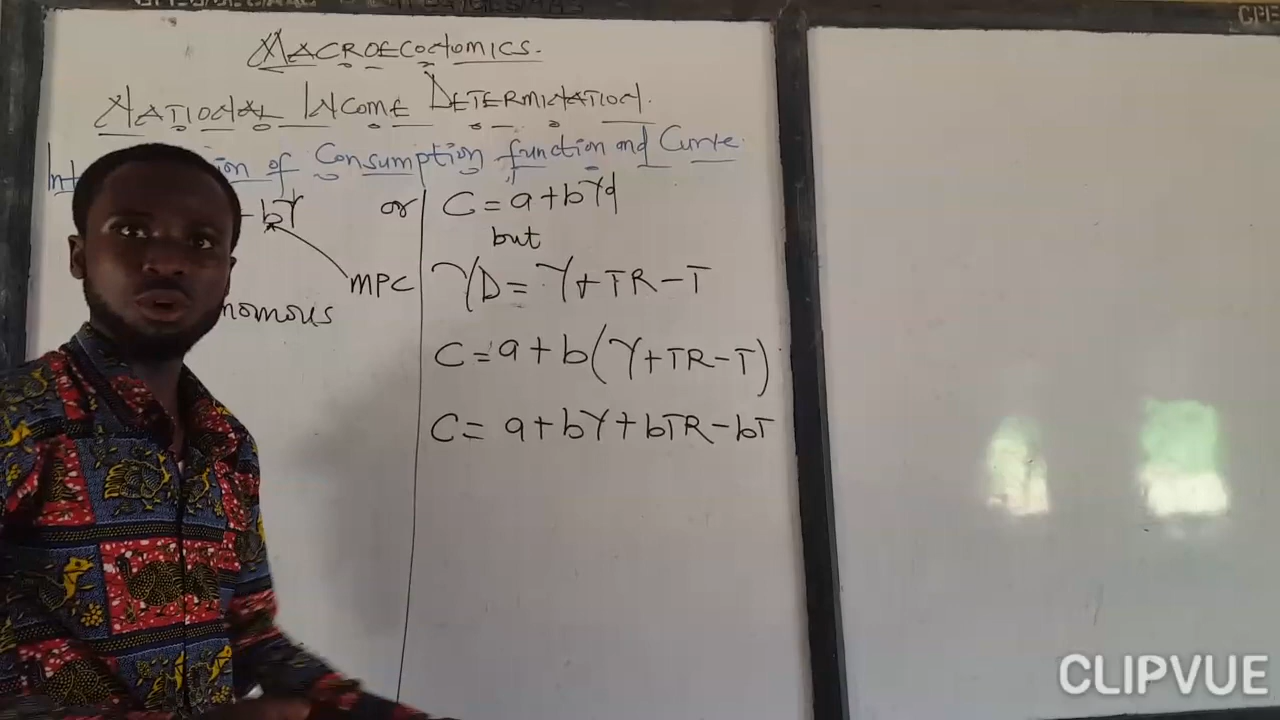 MACROECONOMICS.
NATIONAL INCOME DETERMINATION.
of Consumption function and Curve
bY or
MPC
C = a + bYd
but
YD = Y + TR - T
C = a + b(Y + TR - T)
C = a + bY + bTR - bT
CLIPVUE